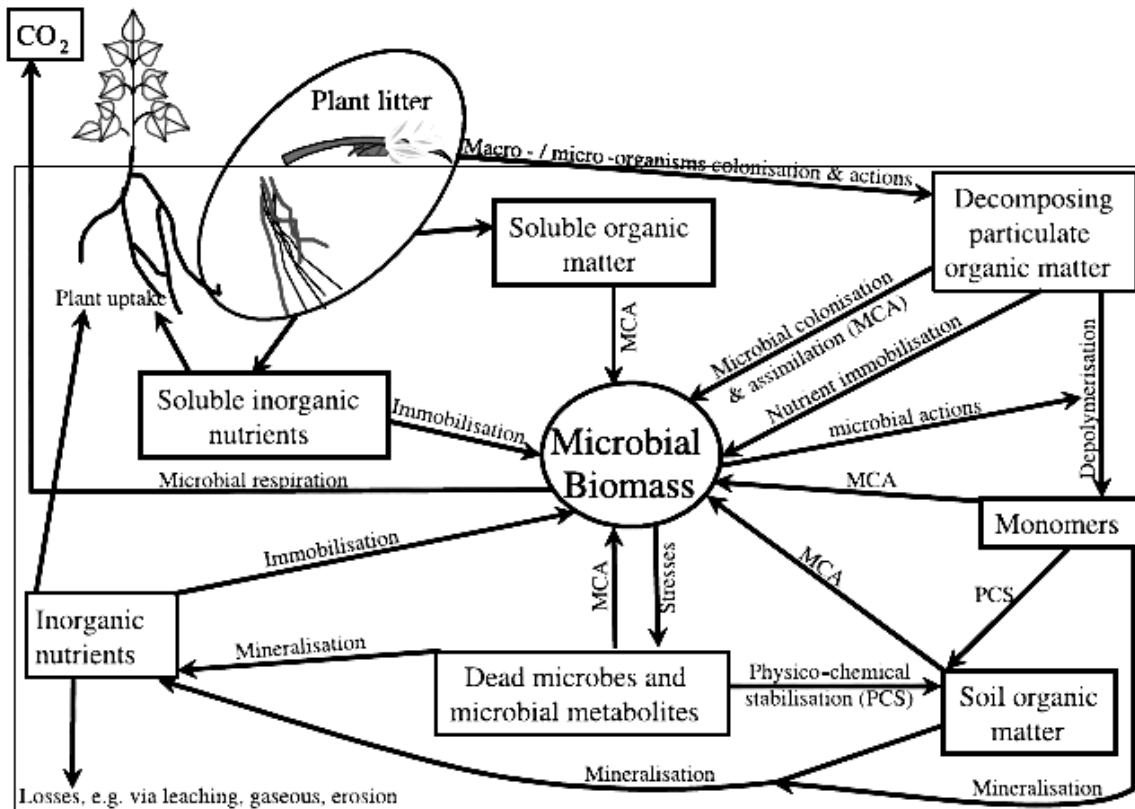 CO2
Plant litter
Macro - / micro -organisms colonisation & actions
Decomposing
particulate
organic matter
Soluble organic
matter
Plant uptake
MCA
Microbial colonisation
& assimilation (MCA)
Nutrient immobilisation
Depolymerisation
Soluble inorganic
nutrients
Immobilisation
microbial actions
Microbial
Biomass
Microbial respiration
MCA
Monomers
Immobilisation
MCA
Stresses
MCA
PCS
Inorganic
nutrients
Mineralisation
Dead microbes and
microbial metabolites
Physico-chemical
stabilisation (PCS)
Soil organic
matter
Mineralisation
Mineralisation
Losses, e.g. via leaching, gaseous, erosion